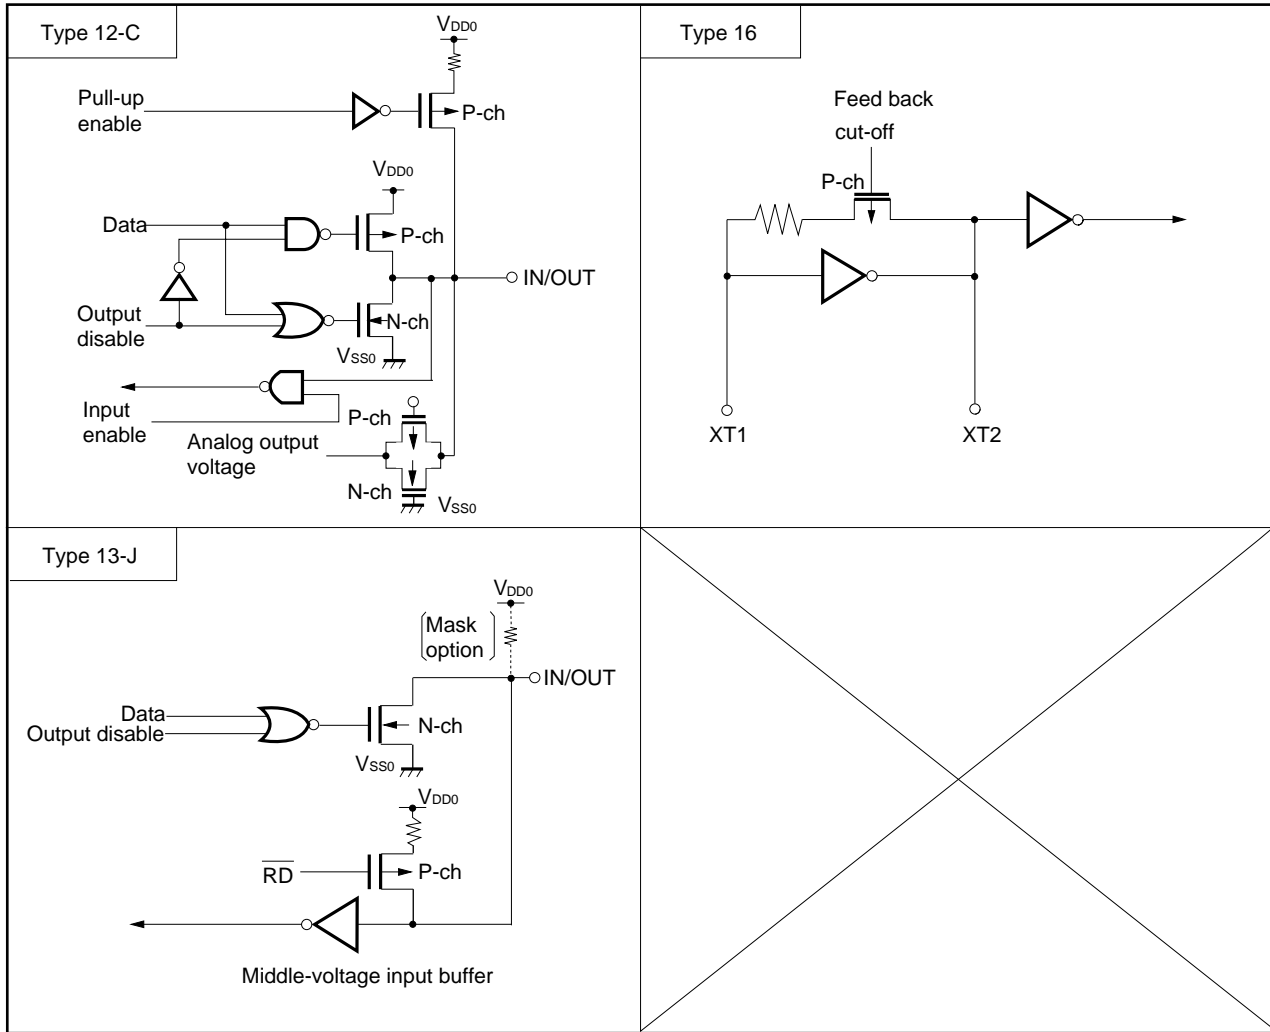 Type 12-C
VDD0
Pull-up
enable
P-ch
VDD0
Data
P-ch
IN/OUT
Output
disable
N-ch
VSS0
Input
enable
P-ch
Analog output
voltage
N-ch
VSS0
Type 16
Feed back
cut-off
P-ch
XT1
XT2
Type 13-J
VDD0
Mask
option
IN/OUT
Data
Output disable
N-ch
VSS0
VDD0
RD
P-ch
Middle-voltage input buffer